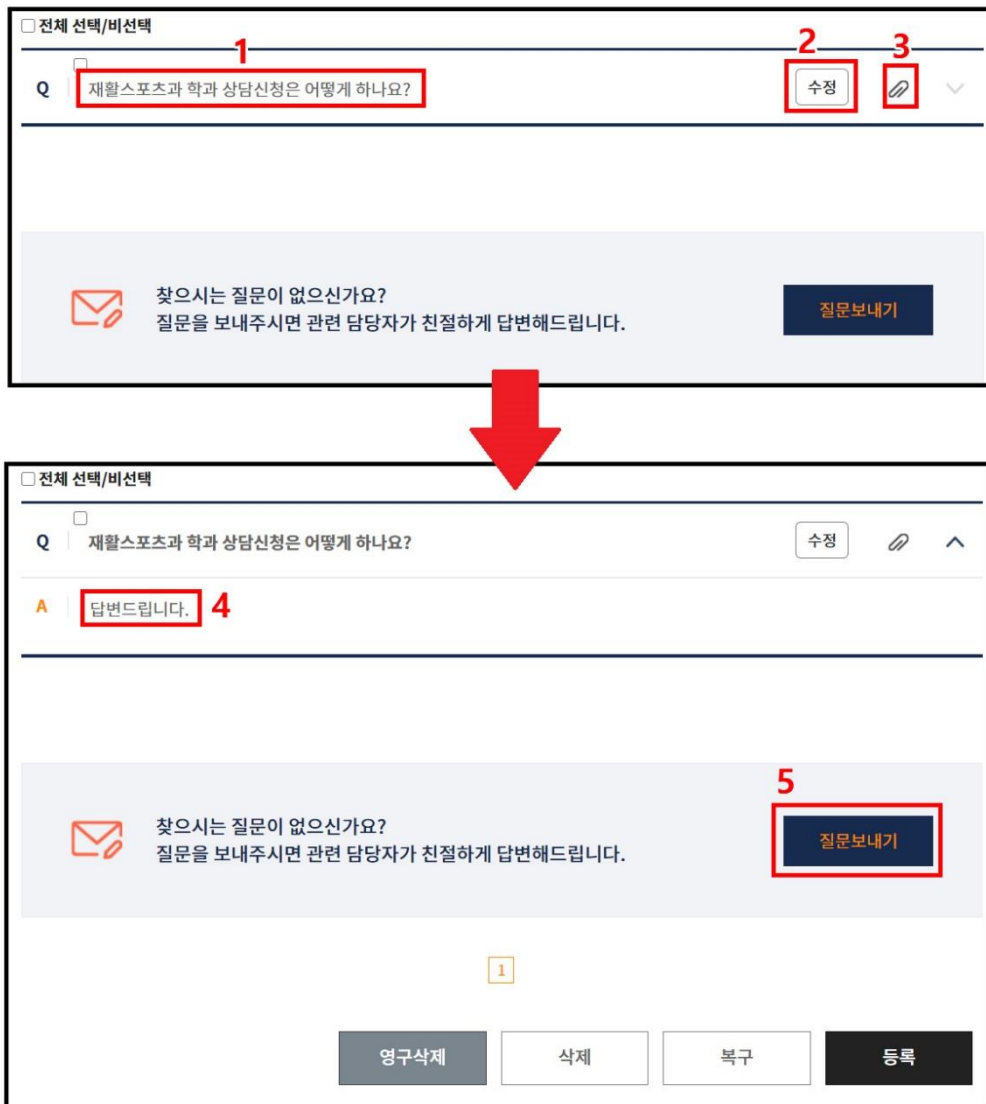 전체 선택/비선택
1
2
3
Q 재활스포츠과 학과 상담신청은 어떻게 하나요? 수정
찾으시는 질문이 없으신가요?
질문을 보내주시면 관련 담당자가 친절하게 답변해드립니다.
질문보내기
전체 선택/비선택
Q 재활스포츠과 학과 상담신청은 어떻게 하나요? 수정
A 답변드립니다. 4
5
찾으시는 질문이 없으신가요?
질문을 보내주시면 관련 담당자가 친절하게 답변해드립니다.
질문보내기
1
영구삭제 삭제 복구 등록